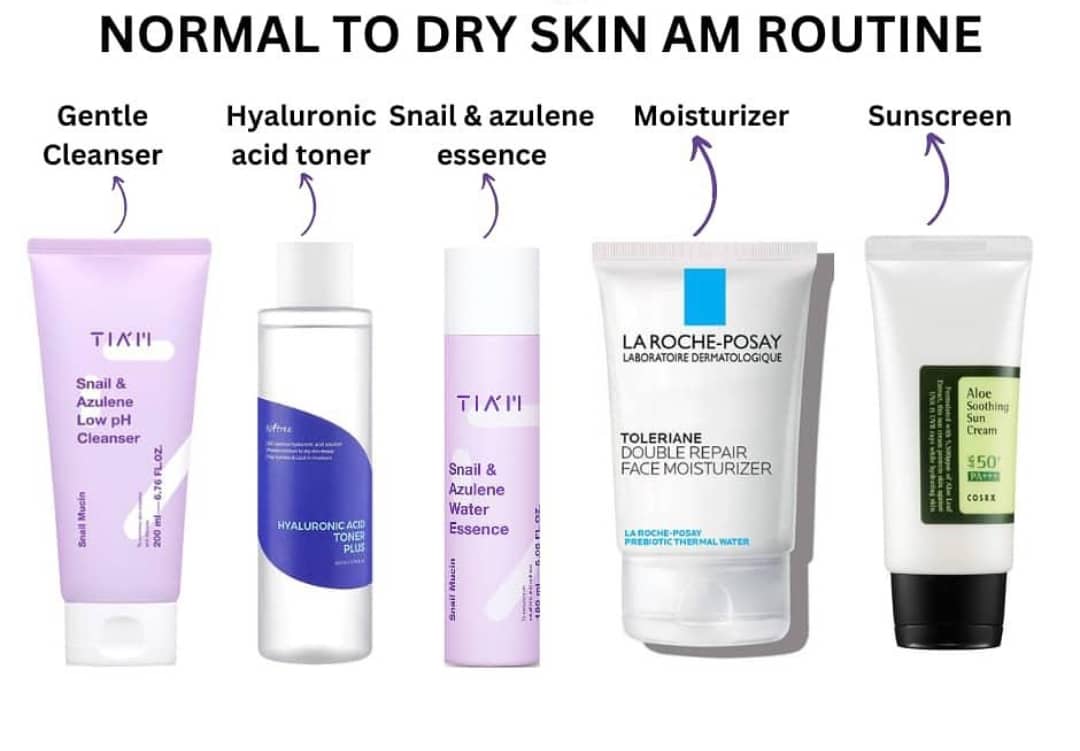 NORMAL TO DRY SKIN AM ROUTINE
Gentle
Cleanser
Hyaluronic
acid toner
Snail & azulene
essence
Moisturizer
Sunscreen
TIA'M
Snail &
Azulene
Low pH
Cleanser
Snail Mucin
200 ml — 6.76 FL.OZ.
HYALURONIC ACID
TONER
PLUS
TIA'M
Snail &
Azulene
Water
Essence
Snail Mucin
LA ROCHE-POSAY
LABORATOIRE DERMATOLOGIQUE
TOLERIANE
DOUBLE REPAIR
FACE MOISTURIZER
LA ROCHE-POSAY
PREBIOTIC THERMAL WATER
Aloe
Soothing
Sun
Cream
50+
PA+++
COSRX